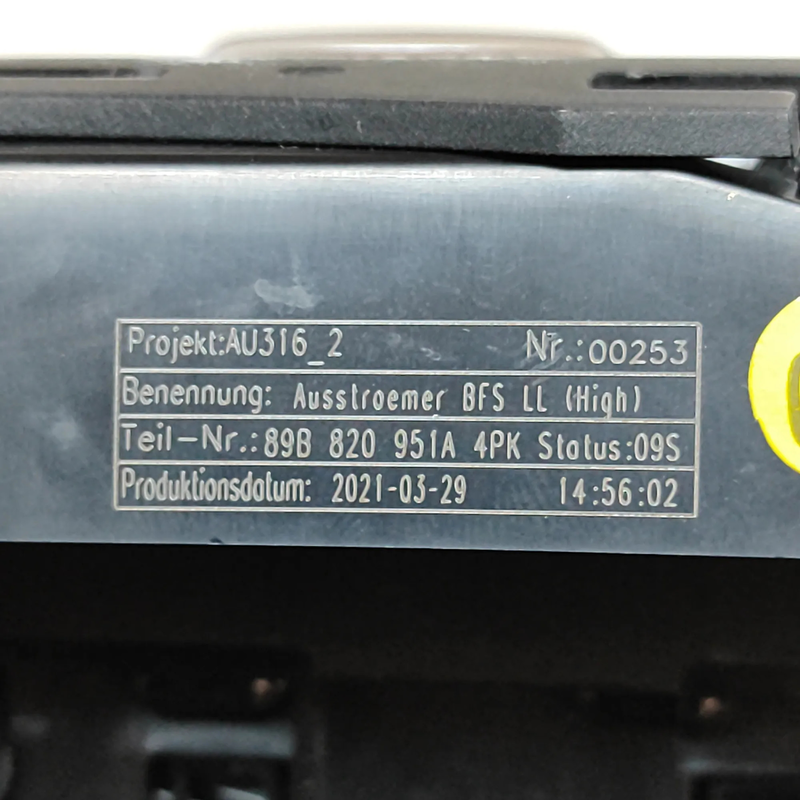 Projekt:AU316_2 Nr.:00253
Benennung: Ausstroemer BFS LL (High)
Teil-Nr.:89B 820 951A 4PK Status:09S
Produktionsdatum: 2021-03-29 14:56:02